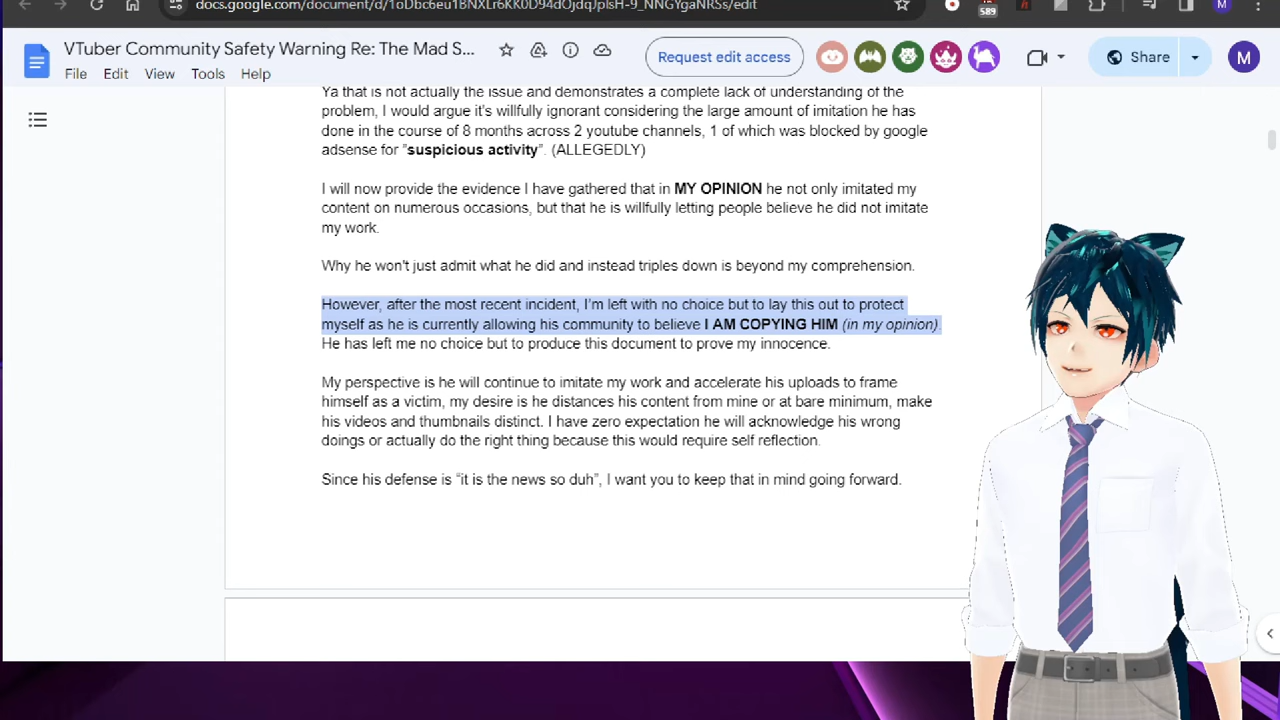 docs.google.com/document/d/1oDbc6eu1BNXLr6KK0D94dOjdq7plsH-9_NNGYgaNRSs/edit
589
VTuber Community Safety Warning Re: The Mad S...
Request edit access
Share
M
File Edit View Tools Help
Ya that is not actually the issue and demonstrates a complete lack of understanding of the
problem, I would argue it's willfully ignorant considering the large amount of imitation he has
done in the course of 8 months across 2 youtube channels, 1 of which was blocked by google
adsense for "suspicious activity". (ALLEGEDLY)
I will now provide the evidence I have gathered that in MY OPINION he not only imitated my
content on numerous occasions, but that he is willfully letting people believe he did not imitate
my work.
Why he won't just admit what he did and instead triples down is beyond my comprehension.
However, after the most recent incident, I'm left with no choice but to lay this out to protect
myself as he is currently allowing his community to believe I AM COPYING HIM (in my opinion).
He has left me no choice but to produce this document to prove my innocence.
My perspective is he will continue to imitate my work and accelerate his uploads to frame
himself as a victim, my desire is he distances his content from mine or at bare minimum, make
his videos and thumbnails distinct. I have zero expectation he will acknowledge his wrong
doings or actually do the right thing because this would require self reflection.
Since his defense is "it is the news so duh", I want you to keep that in mind going forward.